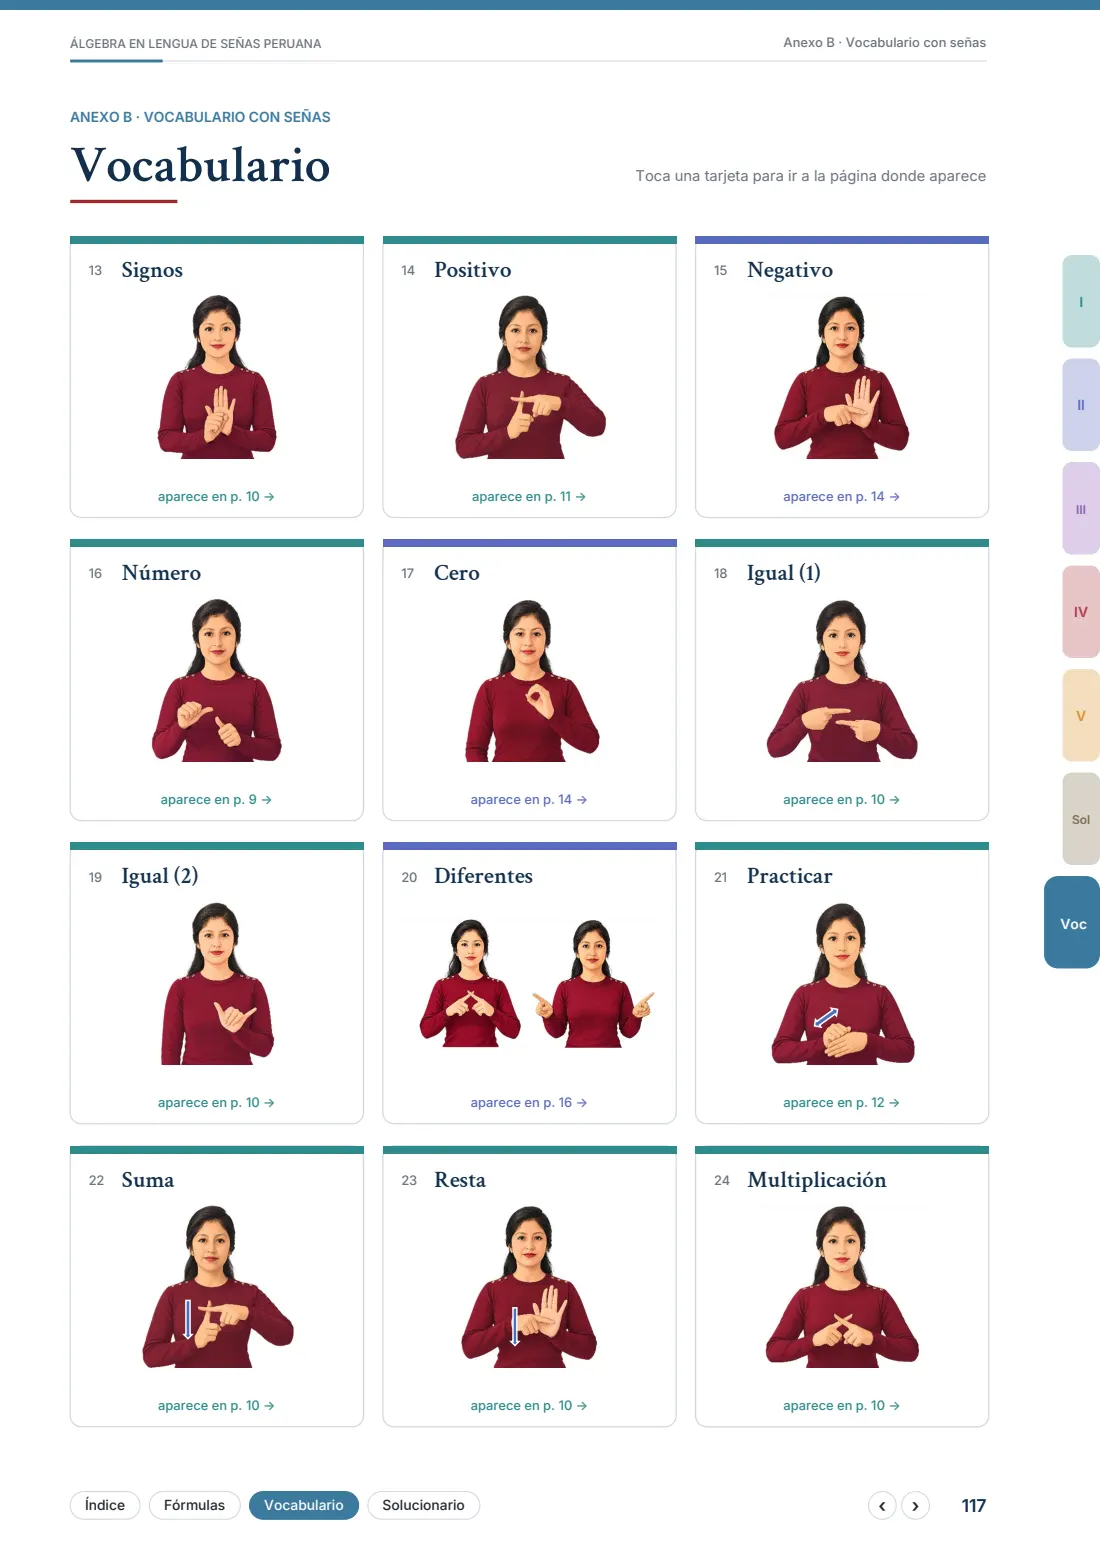 ÁLGEBRA EN LENGUA DE SEÑAS PERUANA
Anexo B · Vocabulario con señas
ANEXO B · VOCABULARIO CON SEÑAS
Vocabulario
Toca una tarjeta para ir a la página donde aparece
13 Signos
aparece en p. 10 →
14 Positivo
aparece en p. 11 →
15 Negativo
aparece en p. 14 →
16 Número
aparece en p. 9 →
17 Cero
aparece en p. 14 →
18 Igual (1)
aparece en p. 10 →
19 Igual (2)
aparece en p. 10 →
20 Diferentes
aparece en p. 16 →
21 Practicar
aparece en p. 12 →
22 Suma
aparece en p. 10 →
23 Resta
aparece en p. 10 →
24 Multiplicación
aparece en p. 10 →
I
II
III
IV
V
Sol
Voc
Índice
Fórmulas
Vocabulario
Solucionario
‹ ›
117